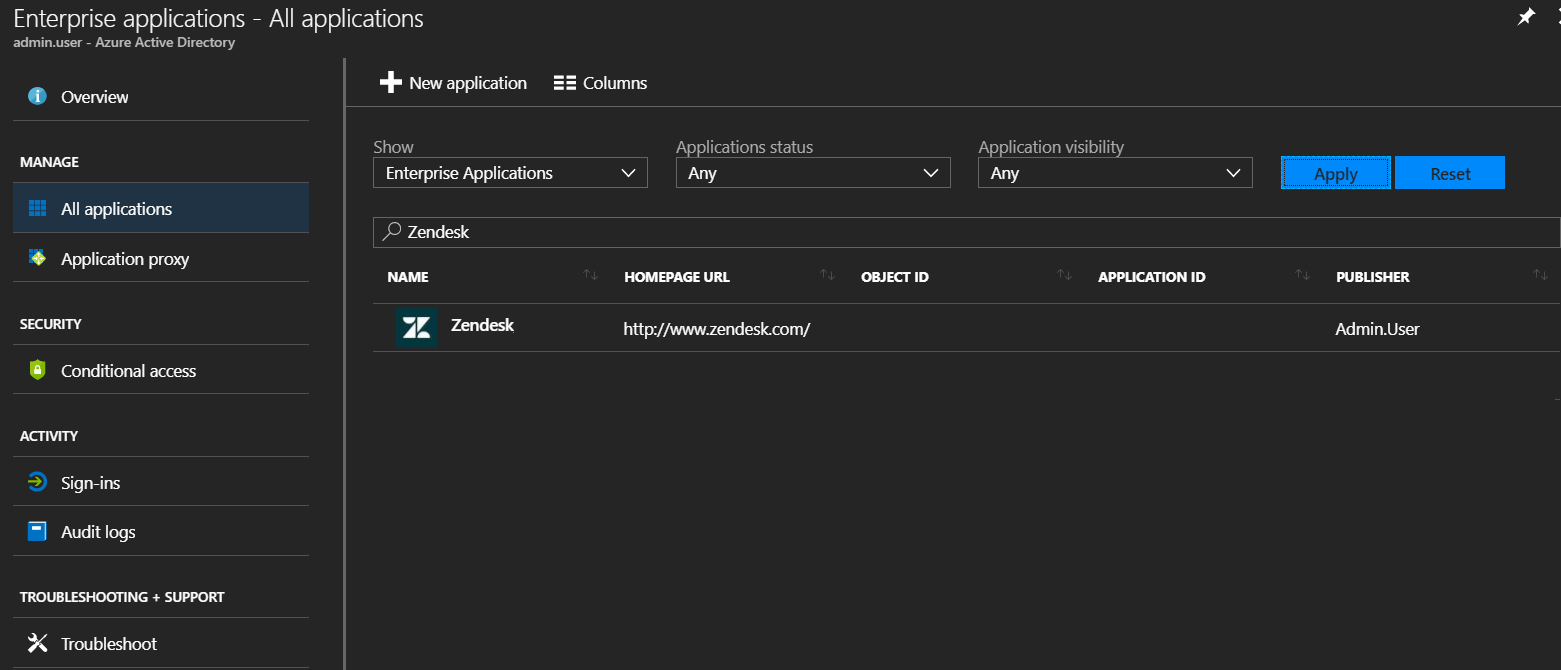 Enterprise applications - All applications
admin.user - Azure Active Directory
Overview
MANAGE
All applications
Application proxy
SECURITY
Conditional access
ACTIVITY
Sign-ins
Audit logs
TROUBLESHOOTING + SUPPORT
Troubleshoot
New application Columns
Show Applications status Application visibility
Enterprise Applications Any Any Apply Reset
Zendesk
NAME HOMEPAGE URL OBJECT ID APPLICATION ID PUBLISHER
Zendesk http://www.zendesk.com/ Admin.User